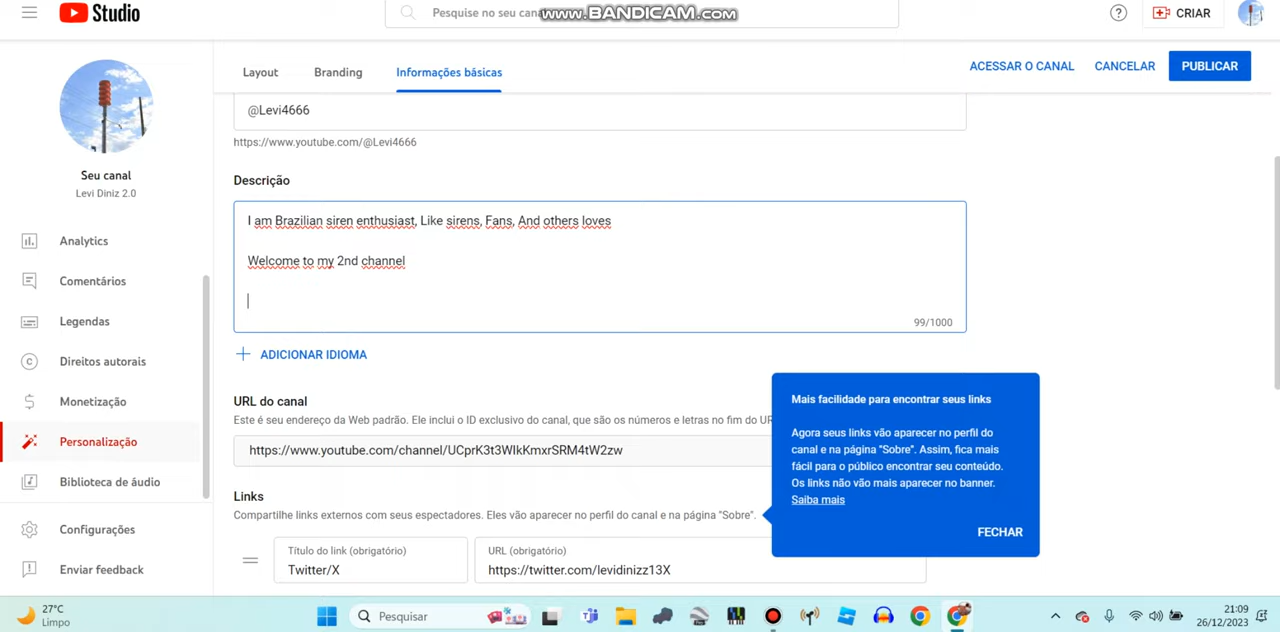 Studio
Pesquise no seu cana
www.BANDICAM.com
CRIAR
Layout
Branding
Informações básicas
ACESSAR O CANAL
CANCELAR
PUBLICAR
@Levi4666
https://www.youtube.com/@Levi4666
Seu canal
Levi Diniz 2.0
Descrição
I am Brazilian siren enthusiast, Like sirens, Fans, And others loves
Welcome to my 2nd channel
99/1000
Analytics
Comentários
Legendas
Direitos autorais
Monetização
Personalização
Biblioteca de áudio
Configurações
Enviar feedback
ADICIONAR IDIOMA
URL do canal
Este é seu endereço da Web padrão. Ele inclui o ID exclusivo do canal, que são os números e letras no fim do UR
https://www.youtube.com/channel/UCprK3t3WIkKmxrSRM4tW2zw
Mais facilidade para encontrar seus links
Agora seus links vão aparecer no perfil do
canal e na página "Sobre". Assim, fica mais
fácil para o público encontrar seu conteúdo.
Os links não vão mais aparecer no banner.
Saiba mais
FECHAR
Links
Compartilhe links externos com seus espectadores. Eles vão aparecer no perfil do canal e na página "Sobre".
Título do link (obrigatório)
Twitter/X
URL (obrigatório)
https://twitter.com/levidinizz13X
27°C
Limpo
Pesquisar
21:09
26/12/2023